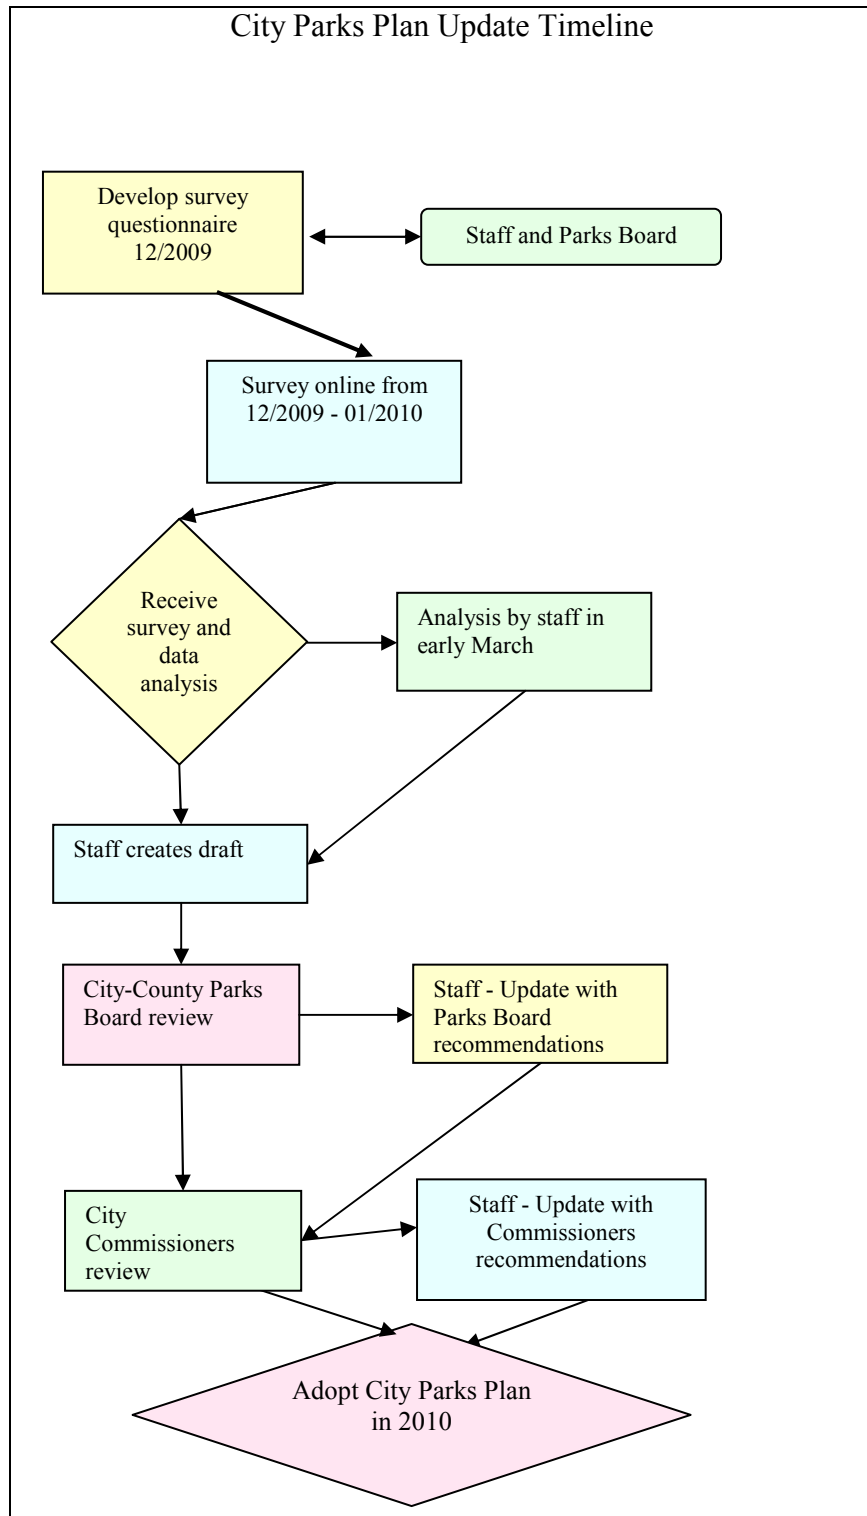 City Parks Plan Update Timeline
Develop survey
questionnaire
12/2009
Staff and Parks Board
Survey online from
12/2009 - 01/2010
Receive
survey and
data
analysis
Analysis by staff in
early March
Staff creates draft
City-County Parks
Board review
Staff - Update with
Parks Board
recommendations
City
Commissioners
review
Staff - Update with
Commissioners
recommendations
Adopt City Parks Plan
in 2010